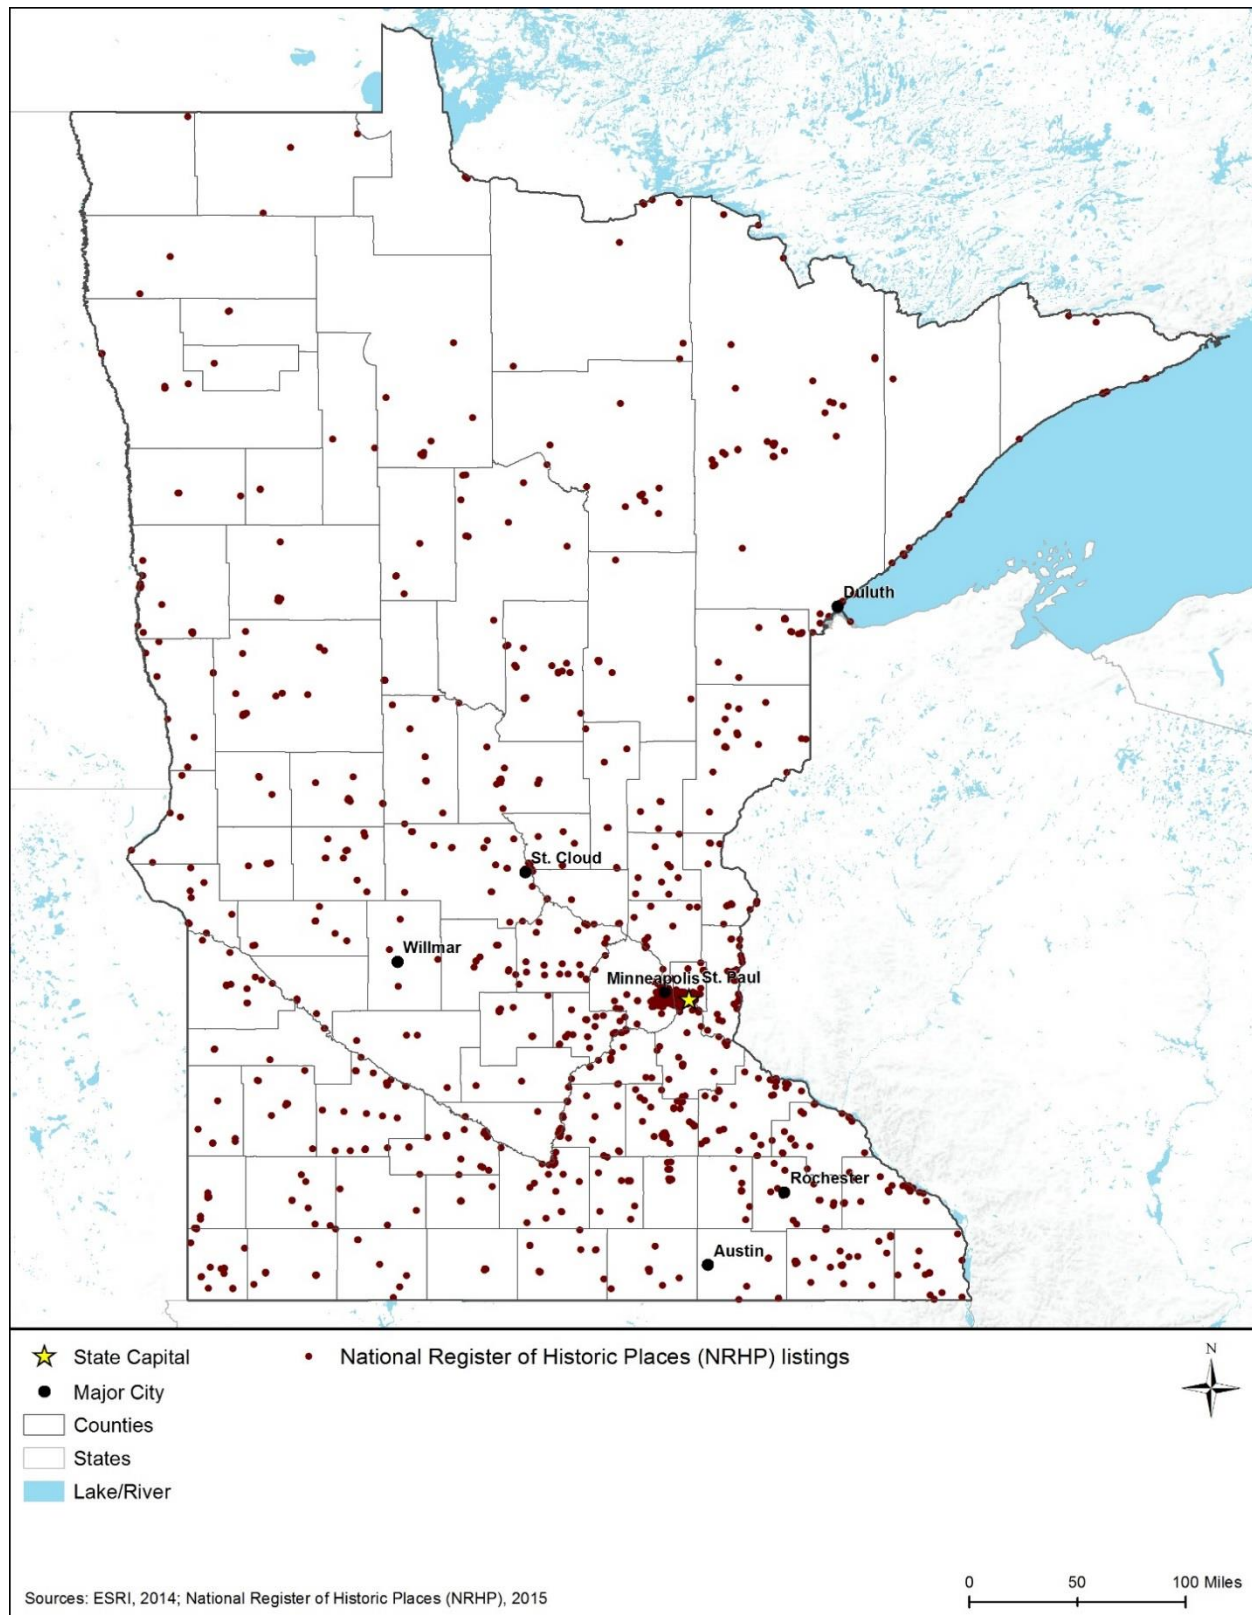 Duluth
St. Cloud
Willmar
Minneapolis St. Paul
Rochester
Austin
State Capital
National Register of Historic Places (NRHP) listings
N
Major City
Counties
States
Lake/River
0 50 100 Miles
Sources: ESRI, 2014; National Register of Historic Places (NRHP), 2015